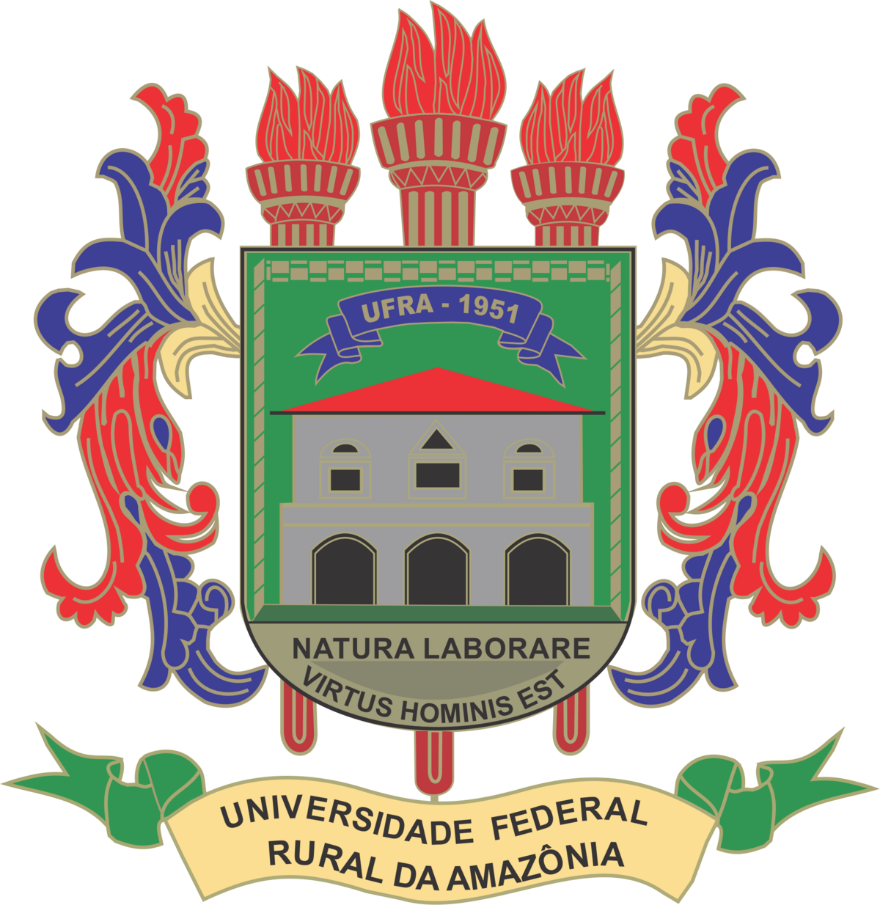 UFRA - 1951
NATURA LABORARE
VIRTUS HOMINIS EST
UNIVERSIDADE FEDERAL
RURAL DA AMAZÔNIA